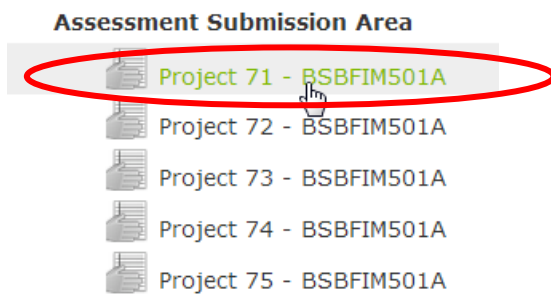 Assessment Submission Area
Project 71 - BSBFIM501A
Project 72 - BSBFIM501A
Project 73 - BSBFIM501A
Project 74 - BSBFIM501A
Project 75 - BSBFIM501A